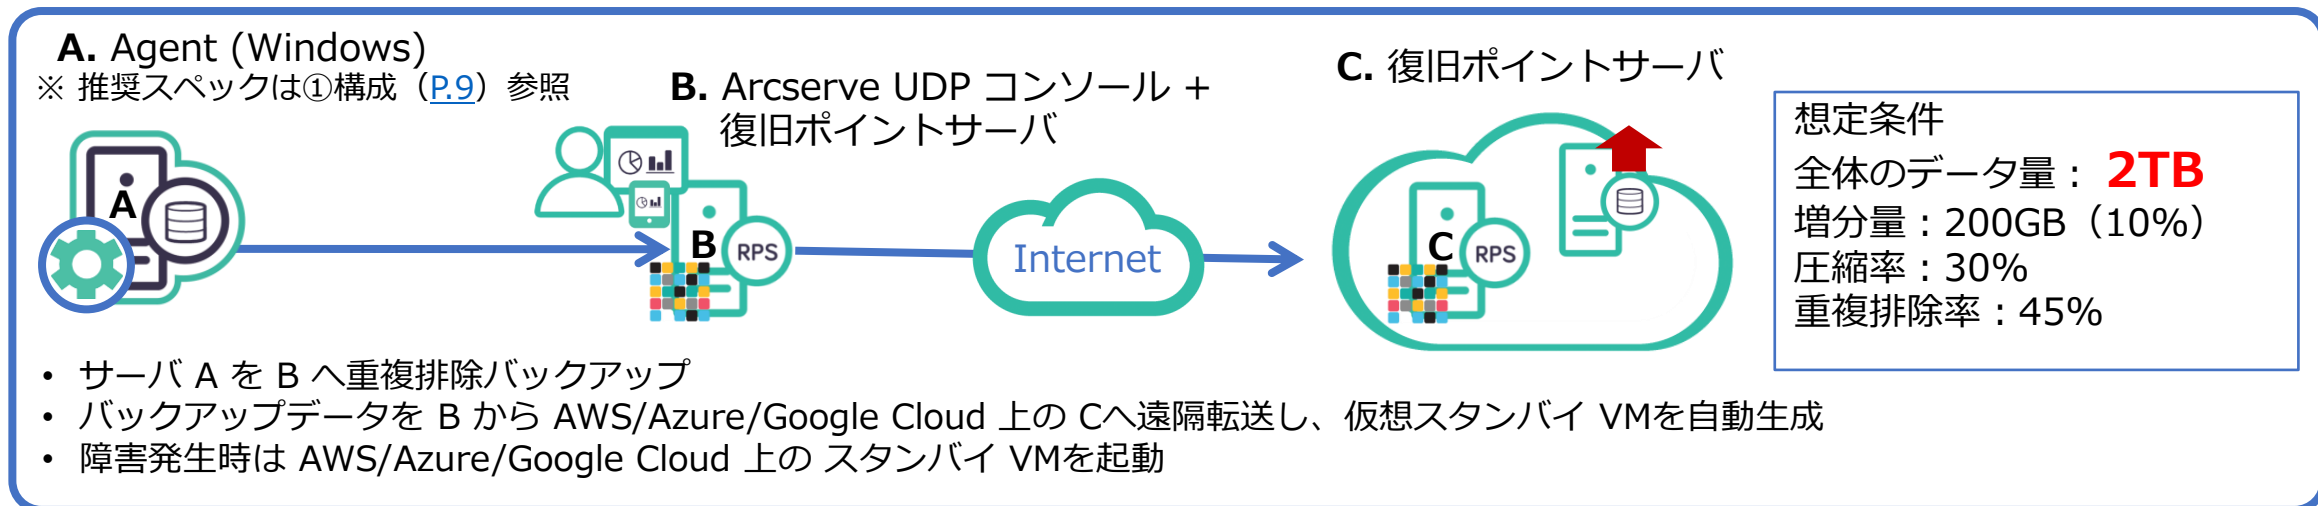 A. Agent (Windows)
※ 推奨スペックは①構成（P.9）参照
B. Arcserve UDP コンソール +
復旧ポイントサーバ
C. 復旧ポイントサーバ
A
B
RPS
Internet
C
RPS
想定条件
全体のデータ量： 2TB
増分量：200GB（10%）
圧縮率：30%
重複排除率：45%
• サーバ A を B へ重複排除バックアップ
• バックアップデータを B から AWS/Azure/Google Cloud 上の Cへ遠隔転送し、仮想スタンバイ VMを自動生成
• 障害発生時は AWS/Azure/Google Cloud 上の スタンバイ VMを起動